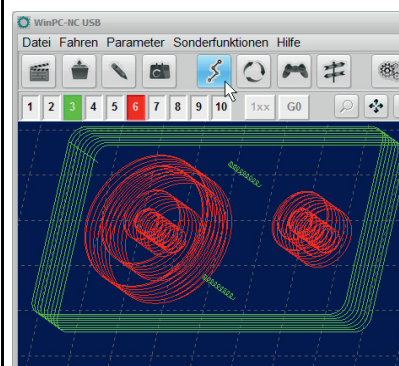 WinPC-NC USB
Datei Fahren Parameter Sonderfunktionen Hilfe
1 2 3 4 5 6 7 8 9 10 1xx G0